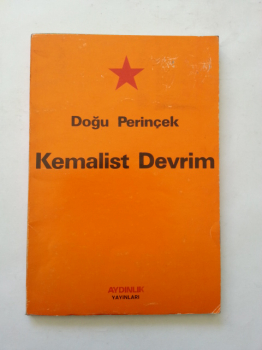 Doğu Perinçek
Kemalist Devrim
AYDINLIK
YAYINLARI